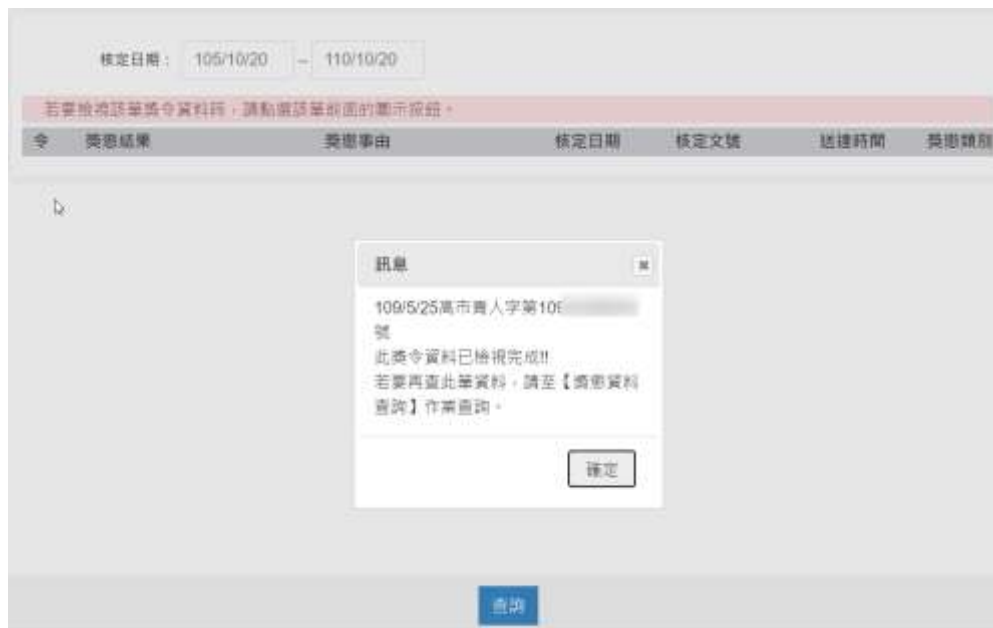 核定日期： 105/10/20 – 110/10/20
若要檢視該筆獎令資料時，請點選該筆前面的圖示按鈕。
令 獎懲結果 獎懲事由 核定日期 核定文號 送達時間 獎懲類別
訊息
109/5/25高市 人字第10
號
此獎令資料已檢視完成!!
若要再查此筆資料，請至【獎懲資料
查詢】作業查詢。
確定
查詢